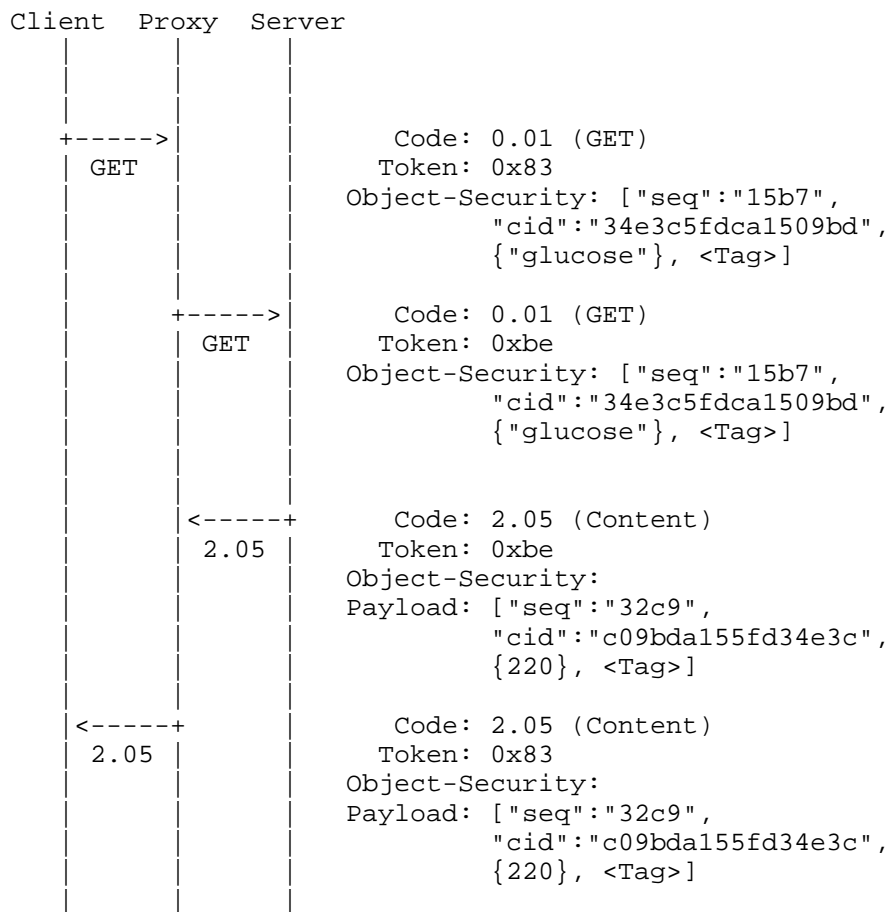 Client  Proxy  Server
   |      |      |
   |      |      |
   |      |      |
   +----->|      |      Code: 0.01 (GET)
   | GET  |      |     Token: 0x83
   |      |      |   Object-Security: ["seq":"15b7",
   |      |      |            "cid":"34e3c5fdca1509bd",
   |      |      |            {"glucose"}, <Tag>]
   |      |      |
   |      +----->|      Code: 0.01 (GET)
   |      | GET  |     Token: 0xbe
   |      |      |   Object-Security: ["seq":"15b7",
   |      |      |            "cid":"34e3c5fdca1509bd",
   |      |      |            {"glucose"}, <Tag>]
   |      |      |
   |      |      |
   |      |<-----+      Code: 2.05 (Content)
   |      | 2.05 |     Token: 0xbe
   |      |      |   Object-Security:
   |      |      |   Payload: ["seq":"32c9",
   |      |      |            "cid":"c09bda155fd34e3c",
   |      |      |            {220}, <Tag>]
   |      |      |
   |<-----+      |      Code: 2.05 (Content)
   | 2.05 |      |     Token: 0x83
   |      |      |   Object-Security:
   |      |      |   Payload: ["seq":"32c9",
   |      |      |            "cid":"c09bda155fd34e3c",
   |      |      |            {220}, <Tag>]
   |      |      |